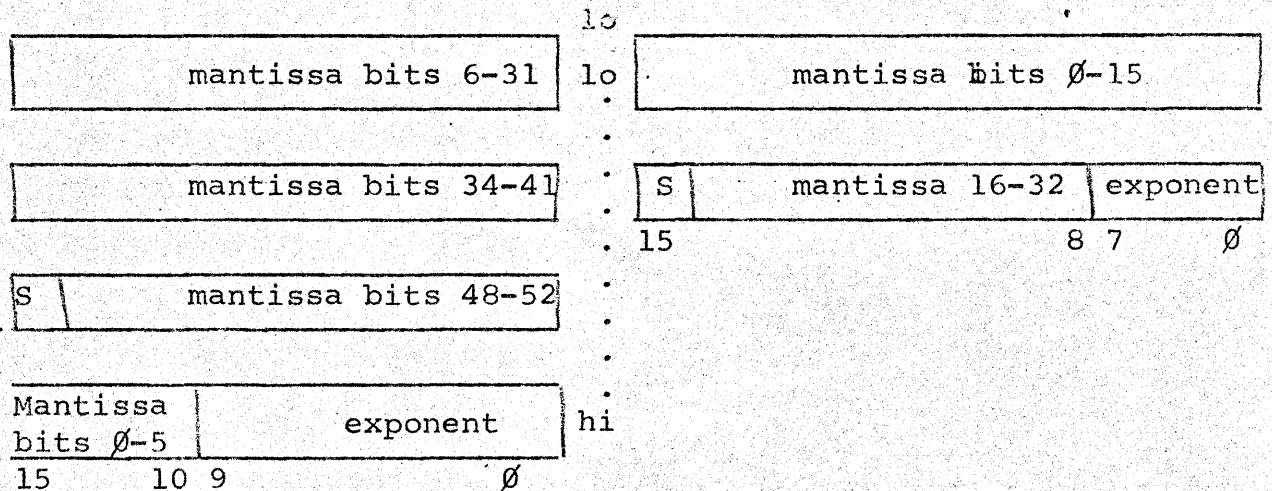 lo
mantissa bits 6-31 lo mantissa bits Ø-15
mantissa bits 34-41 S mantissa 16-32 exponent
15 8 7 Ø
S mantissa bits 48-52
Mantissa
bits Ø-5 exponent hi
15 10 9 Ø